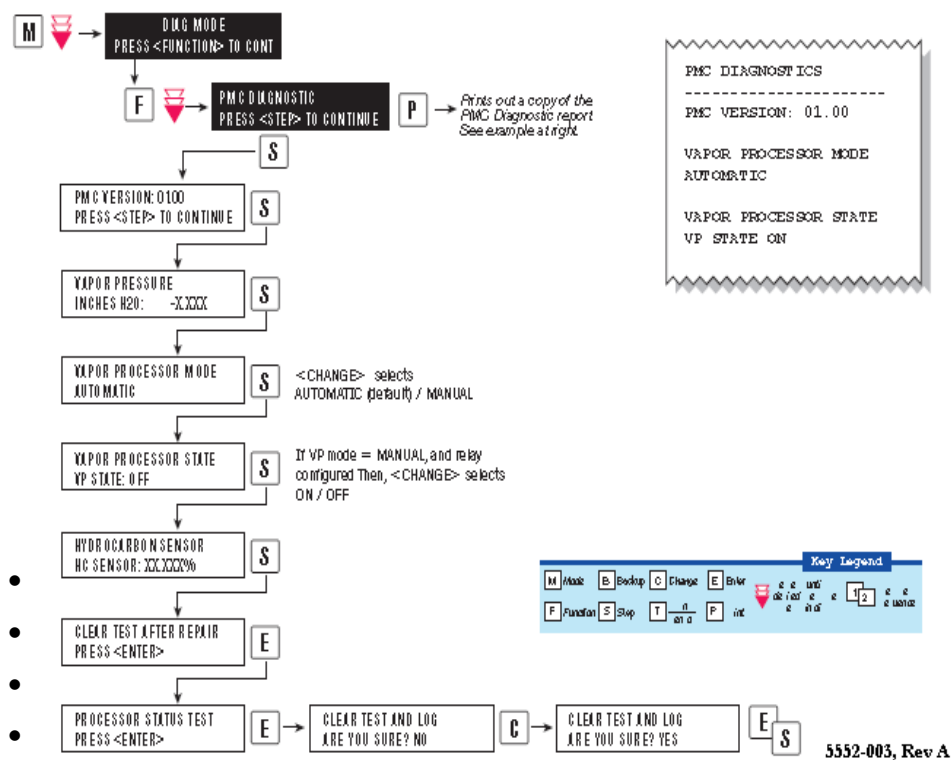 M
DIAG MODE
PRESS <FUNCTION> TO CONT
F
PMC DIAGNOSTIC
PRESS <STEP> TO CONTINUE
P
Prints out a copy of the
PMC Diagnostic report
See example at right.
S
PMC VERSION: 0100
PRESS <STEP> TO CONTINUE
S
VAPOR PRESSURE
INCHES H20: -X.XXX
S
VAPOR PROCESSOR MODE
AUTOMATIC
S
<CHANGE> selects
AUTOMATIC (default) / MANUAL
VAPOR PROCESSOR STATE
VP STATE: OFF
S
If VP mode = MANUAL, and relay
configured Then, <CHANGE> selects
ON / OFF
HYDROCARBON SENSOR
HC SENSOR: XX.XXX%
S
CLEAR TEST AFTER REPAIR
PRESS <ENTER>
E
PROCESSOR STATUS TEST
PRESS <ENTER>
E
CLEAR TEST AND LOG
ARE YOU SURE? NO
C
CLEAR TEST AND LOG
ARE YOU SURE? YES
E
S
PMC DIAGNOSTICS
-----------------------
PMC VERSION: 01.00
VAPOR PROCESSOR MODE
AUTOMATIC
VAPOR PROCESSOR STATE
VP STATE ON
Key Legend
M Mode B Backup C Change E Enter
F Function S Step T P
1 2
5552-003, Rev A